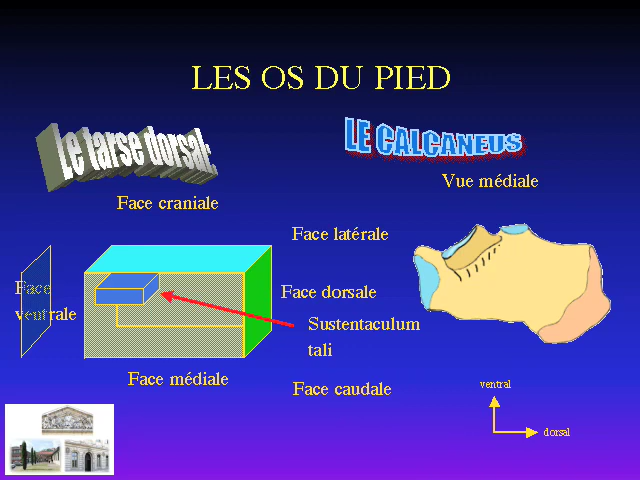 LES OS DU PIED
Le tarse dorsal:
LE CALCANEUS
Vue médiale
Face craniale
Face latérale
Face
ventrale
Face dorsale
Sustentaculum
tali
Face médiale
Face caudale
ventral
dorsal